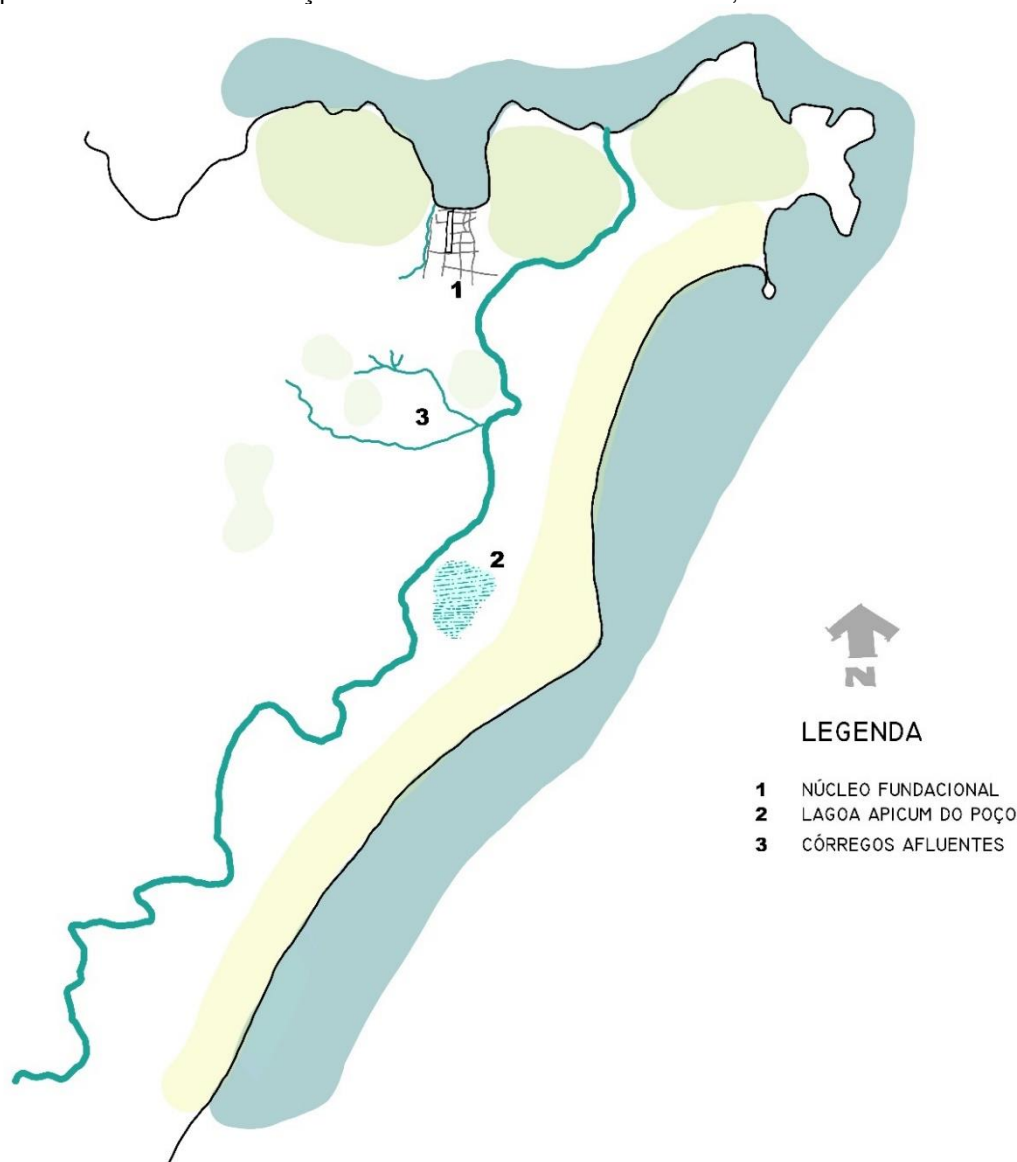 1
3
2
N
LEGENDA
1 NÚCLEO FUNDACIONAL
2 LAGOA APICUM DO POÇO
3 CÓRREGOS AFLUENTES